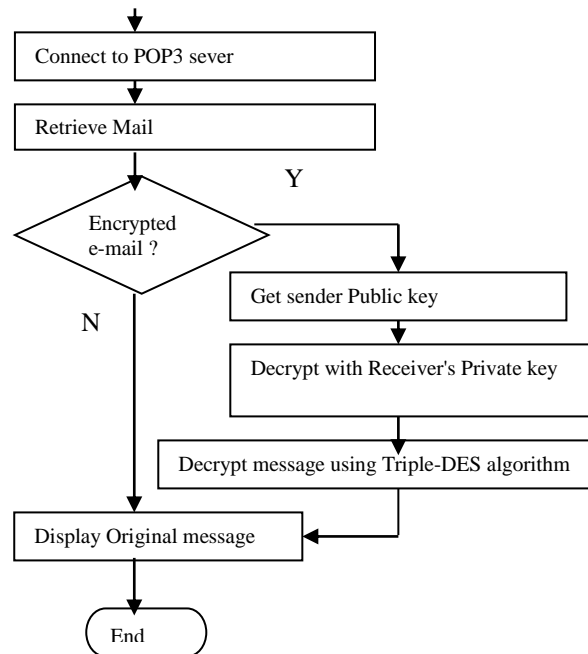 Connect to POP3 sever
Retrieve Mail
Y
Encrypted
e-mail ?
Get sender Public key
N
Decrypt with Receiver's Private key
Decrypt message using Triple-DES algorithm
Display Original message
End